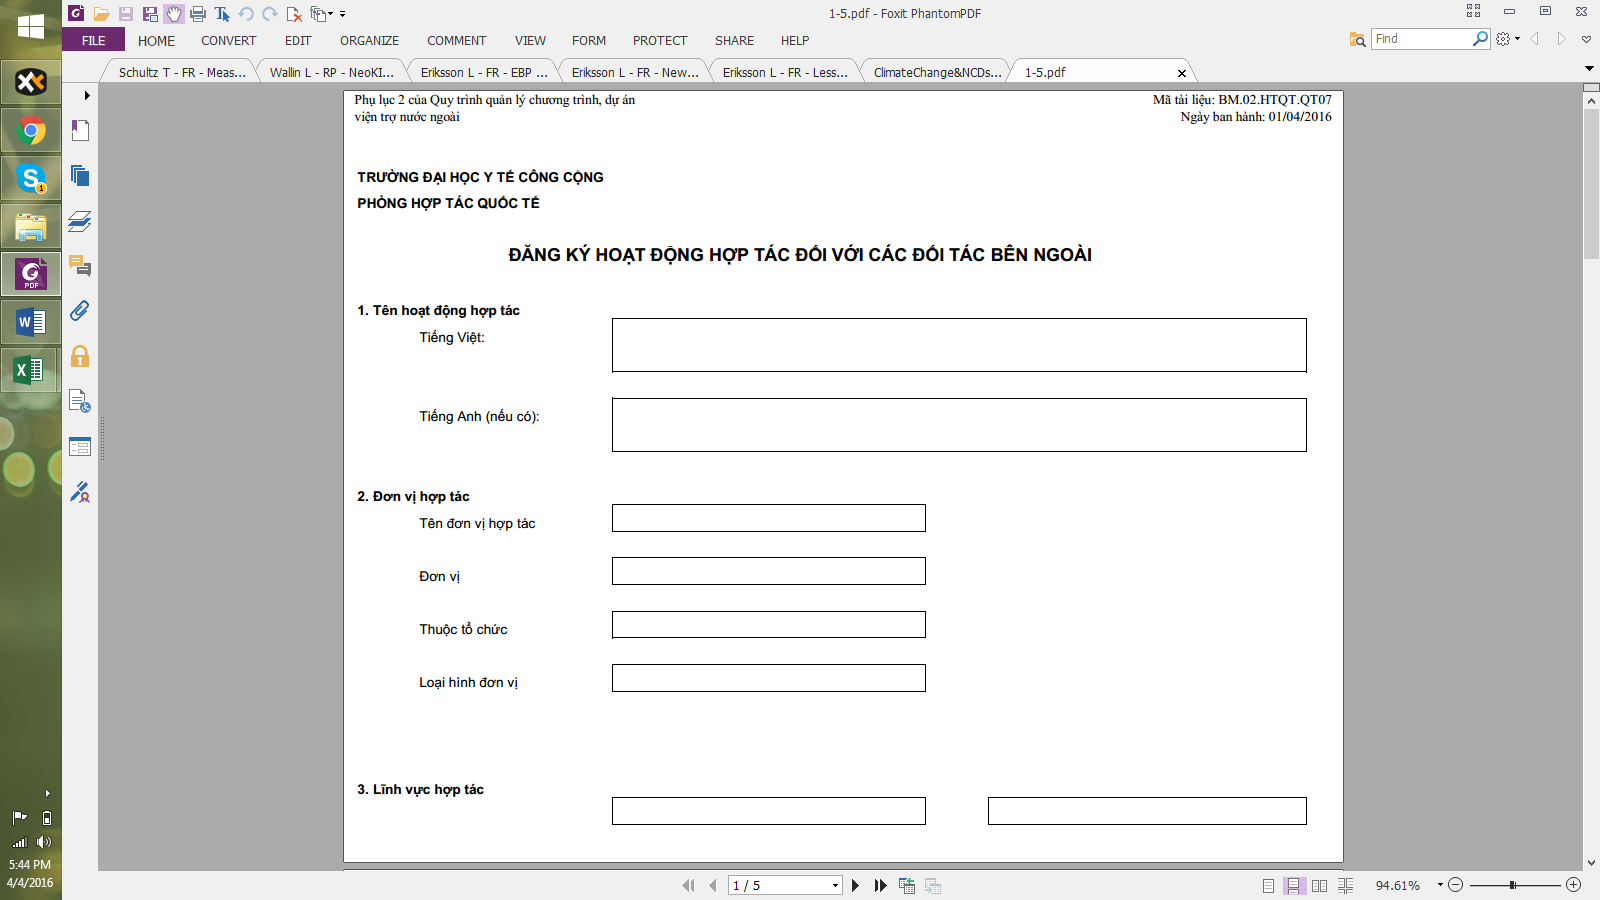 1-5.pdf - Foxit PhantomPDF
FILE HOME CONVERT EDIT ORGANIZE COMMENT VIEW FORM PROTECT SHARE HELP
Find
Schultz T - FR - Meas... Wallin L - RP - NeoKI... Eriksson L - FR - EBP ... Eriksson L - FR - New... Eriksson L - FR - Less... ClimateChange&NCDs... 1-5.pdf
Phụ lục 2 của Quy trình quản lý chương trình, dự án
viện trợ nước ngoài
Mã tài liệu: BM.02.HTQT.QT07
Ngày ban hành: 01/04/2016
TRƯỜNG ĐẠI HỌC Y TẾ CÔNG CỘNG
PHÒNG HỢP TÁC QUỐC TẾ
ĐĂNG KÝ HOẠT ĐỘNG HỢP TÁC ĐỐI VỚI CÁC ĐỐI TÁC BÊN NGOÀI
1. Tên hoạt động hợp tác
Tiếng Việt:
Tiếng Anh (nếu có):
2. Đơn vị hợp tác
Tên đơn vị hợp tác
Đơn vị
Thuộc tổ chức
Loại hình đơn vị
3. Lĩnh vực hợp tác
1 / 5
94.61%
5:44 PM
4/4/2016